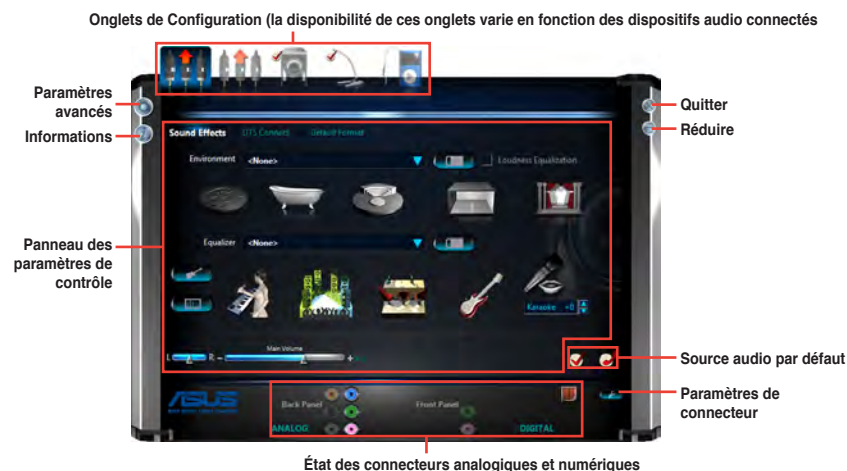 Onglets de Configuration (la disponibilité de ces onglets varie en fonction des dispositifs audio connectés
Paramètres
avancés
Informations
Quitter
Réduire
Sound Effects DTS Connect Default Format
Environment <None> Loudness Equalization
Equalizer <None>
Panneau des
paramètres de
contrôle
Karaoke +0
Main Volume
L R - +
Source audio par défaut
ASUS
Back Panel Front Panel
ANALOG DIGITAL
Paramètres de
connecteur
État des connecteurs analogiques et numériques